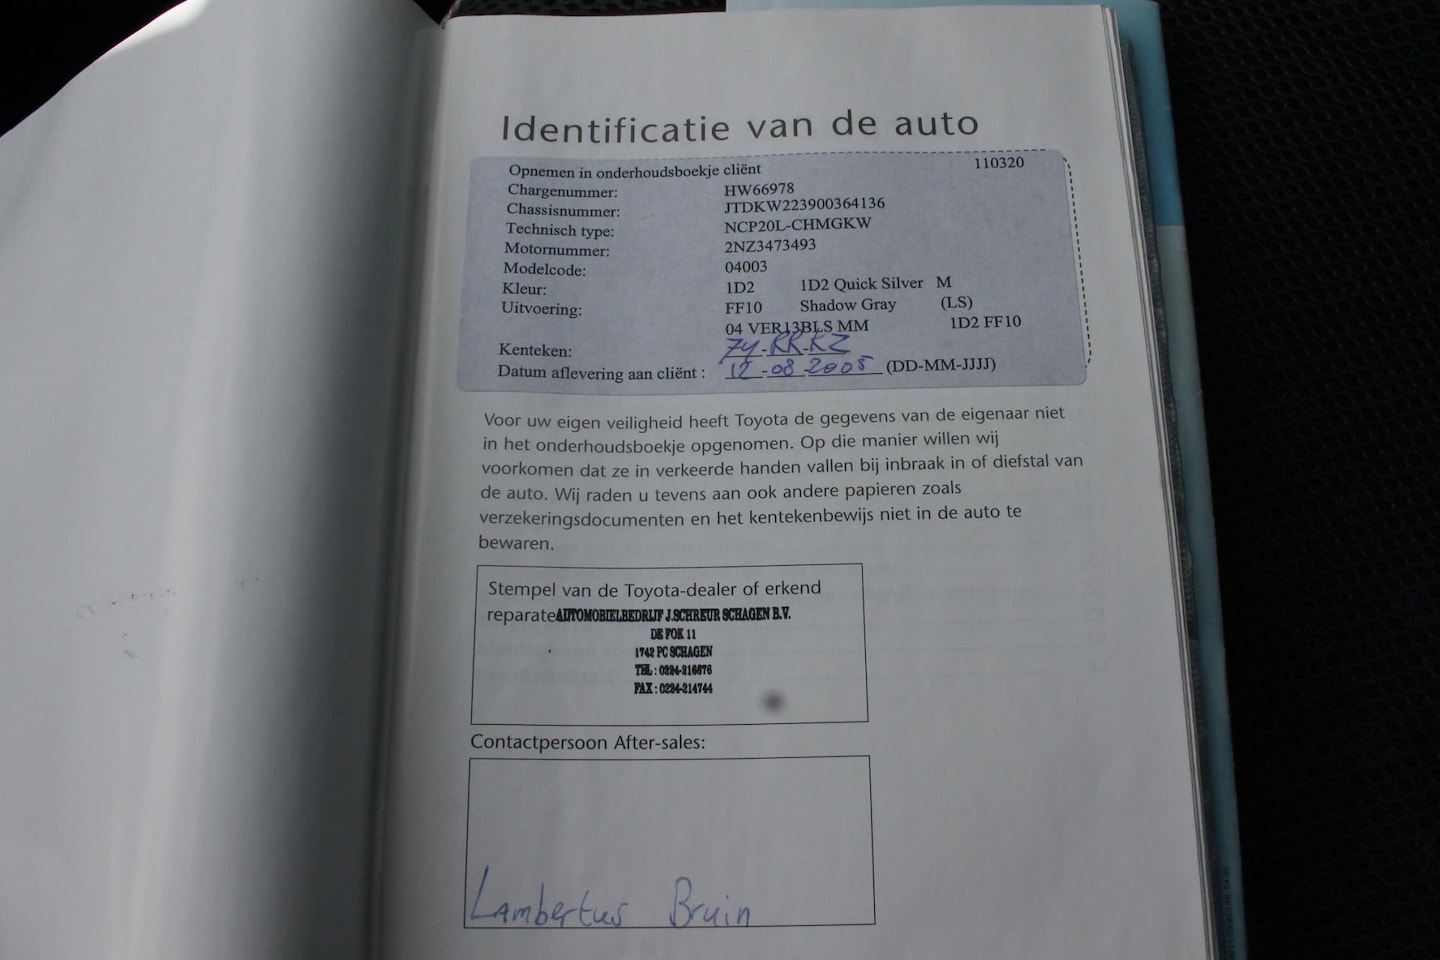 Identificatie van de auto
Opnemen in onderhoudsboekje cliënt 110320
Chargenummer: HW66978
Chassisnummer: JTDKW223900364136
Technisch type: NCP20L-CHMGKW
Motornummer: 2NZ3473493
Modelcode: 04003
Kleur: 1D2 1D2 Quick Silver M
Uitvoering: FF10 Shadow Gray (LS)
04 VER13BLS MM 1D2 FF10
Kenteken: 74-RR-KZ
Datum aflevering aan cliënt : 12-08-2005 (DD-MM-JJJJ)
Voor uw eigen veiligheid heeft Toyota de gegevens van de eigenaar niet
in het onderhoudsboekje opgenomen. Op die manier willen wij
voorkomen dat ze in verkeerde handen vallen bij inbraak in of diefstal van
de auto. Wij raden u tevens aan ook andere papieren zoals
verzekeringsdocumenten en het kentekenbewijs niet in de auto te
bewaren.
Stempel van de Toyota-dealer of erkend
reparate AUTOMOBIELBEDRIJF J.SCHREUR SCHAGEN B.V.
DE FOK 11
1742 PC SCHAGEN
TEL : 0224-216676
FAX : 0224-214744
Contactpersoon After-sales:
Lambertus Bruin